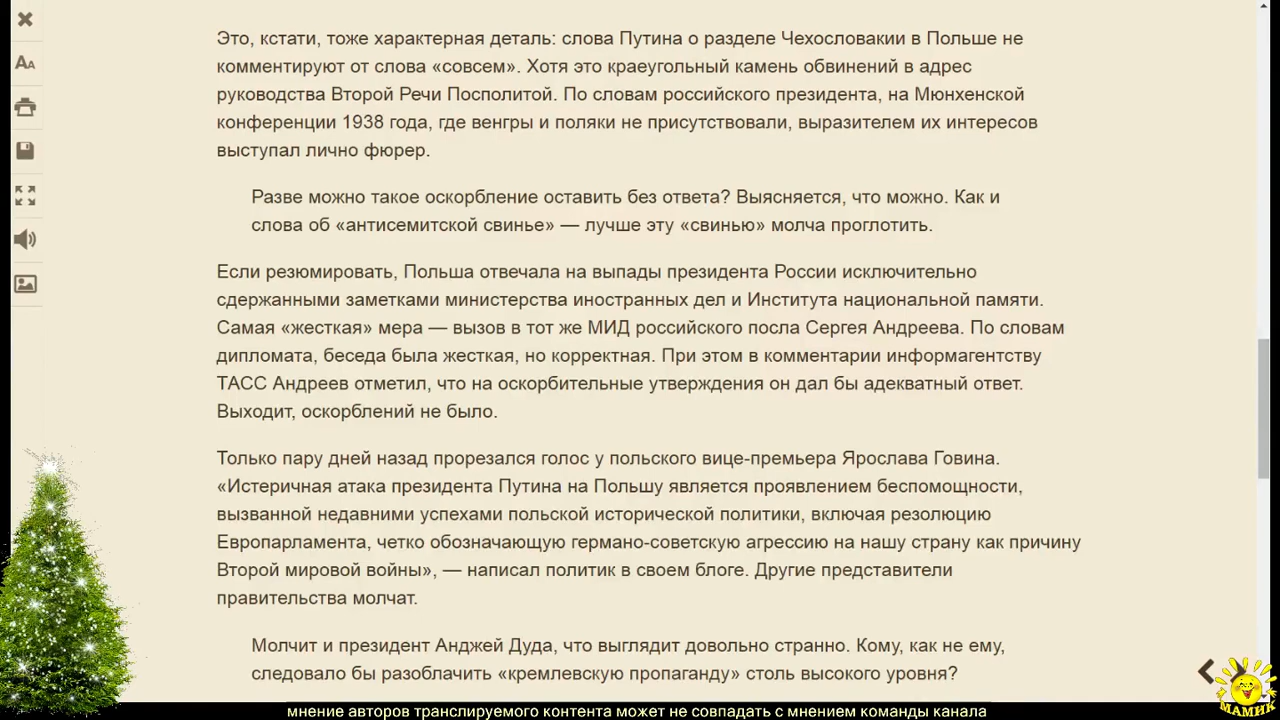 Это, кстати, тоже характерная деталь: слова Путина о разделе Чехословакии в Польше не
комментируют от слова «совсем». Хотя это краеугольный камень обвинений в адрес
руководства Второй Речи Посполитой. По словам российского президента, на Мюнхенской
конференции 1938 года, где венгры и поляки не присутствовали, выразителем их интересов
выступал лично фюрер.
Разве можно такое оскорбление оставить без ответа? Выясняется, что можно. Как и
слова об «антисемитской свинье» — лучше эту «свинью» молча проглотить.
Если резюмировать, Польша отвечала на выпады президента России исключительно
сдержанными заметками министерства иностранных дел и Института национальной памяти.
Самая «жесткая» мера — вызов в тот же МИД российского посла Сергея Андреева. По словам
дипломата, беседа была жесткая, но корректная. При этом в комментарии информагентству
ТАСС Андреев отметил, что на оскорбительные утверждения он дал бы адекватный ответ.
Выходит, оскорблений не было.
Только пару дней назад прорезался голос у польского вице-премьера Ярослава Говина.
«Истеричная атака президента Путина на Польшу является проявлением беспомощности,
вызванной недавними успехами польской исторической политики, включая резолюцию
Европарламента, четко обозначающую германо-советскую агрессию на нашу страну как причину
Второй мировой войны», — написал политик в своем блоге. Другие представители
правительства молчат.
Молчит и президент Анджей Дуда, что выглядит довольно странно. Кому, как не ему,
следовало бы разоблачить «кремлевскую пропаганду» столь высокого уровня?
МАМИК
мнение авторов транслируемого контента может не совпадать с мнением команды канала